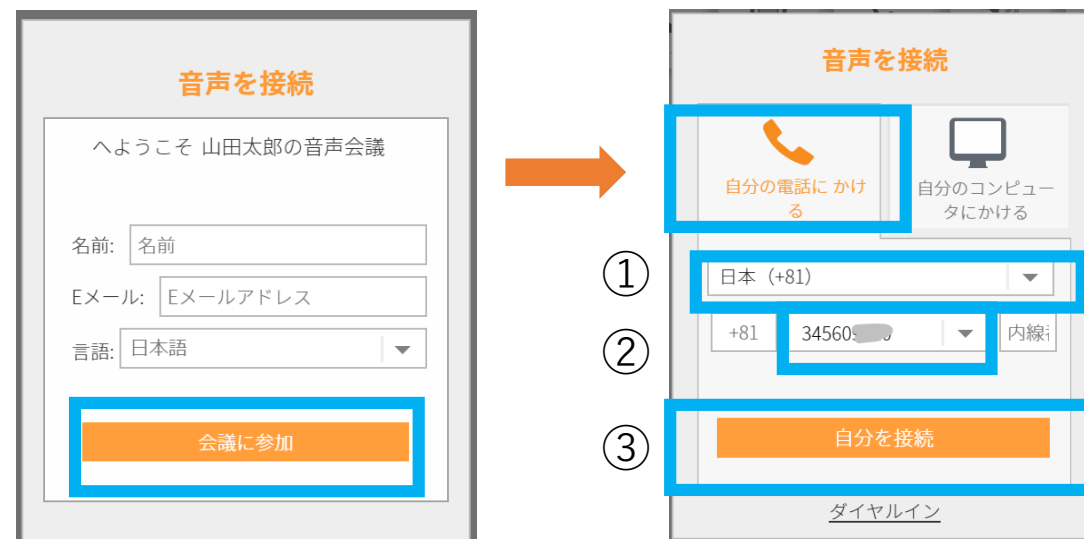 音声を接続
へようこそ 山田太郎の音声会議
名前: 名前
Eメール: Eメールアドレス
言語: 日本語
会議に参加
音声を接続
自分の電話に かけ
る
自分のコンピュー
タにかける
①
日本（+81）
②
+81 34560 内線
③
自分を接続
ダイヤルイン